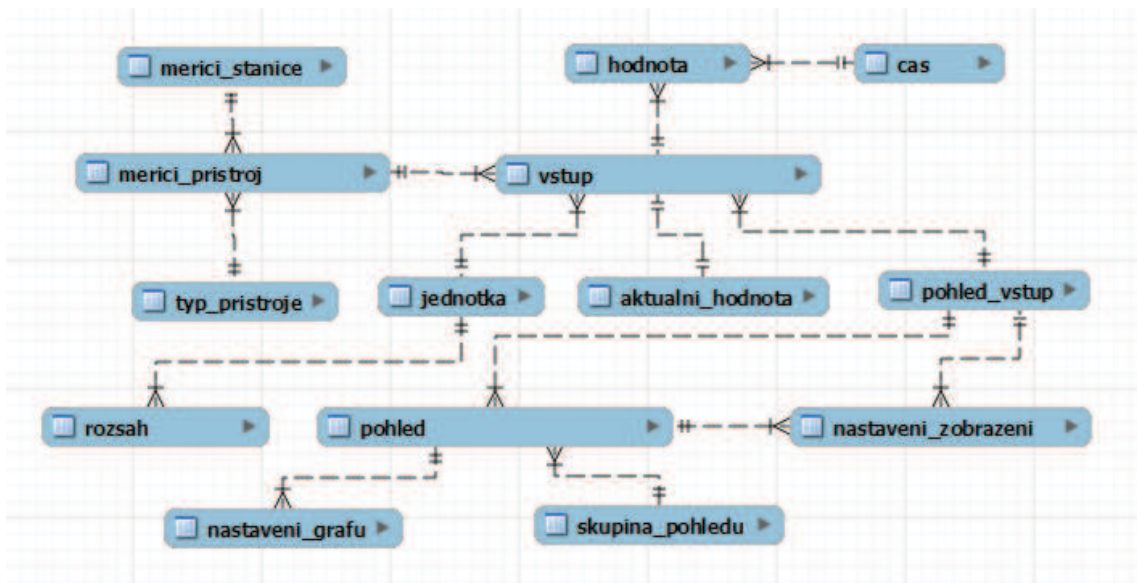 merici_stanice
hodnota
cas
merici_pristroj
vstup
typ_pristroje
jednotka
aktualni_hodnota
pohled_vstup
rozsah
pohled
nastaveni_zobrazeni
nastaveni_grafu
skupina_pohledu